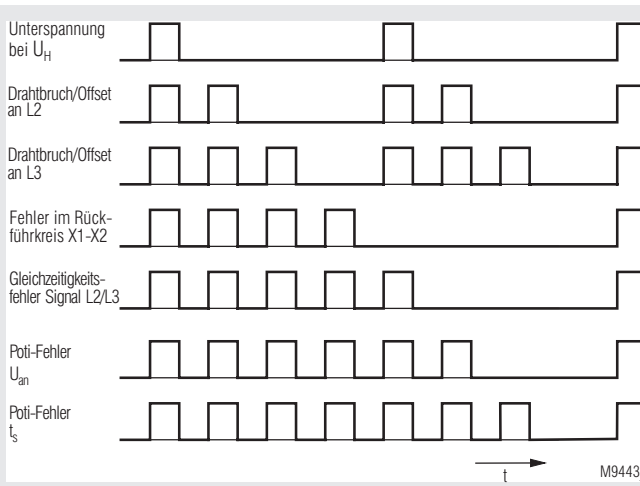 Unterspannung
bei UH
Drahtbruch/Offset
an L2
Drahtbruch/Offset
an L3
Fehler im Rück-
führkreis X1-X2
Gleichzeitigkeits-
fehler Signal L2/L3
Poti-Fehler
Uan
Poti-Fehler
ts
t
M9443